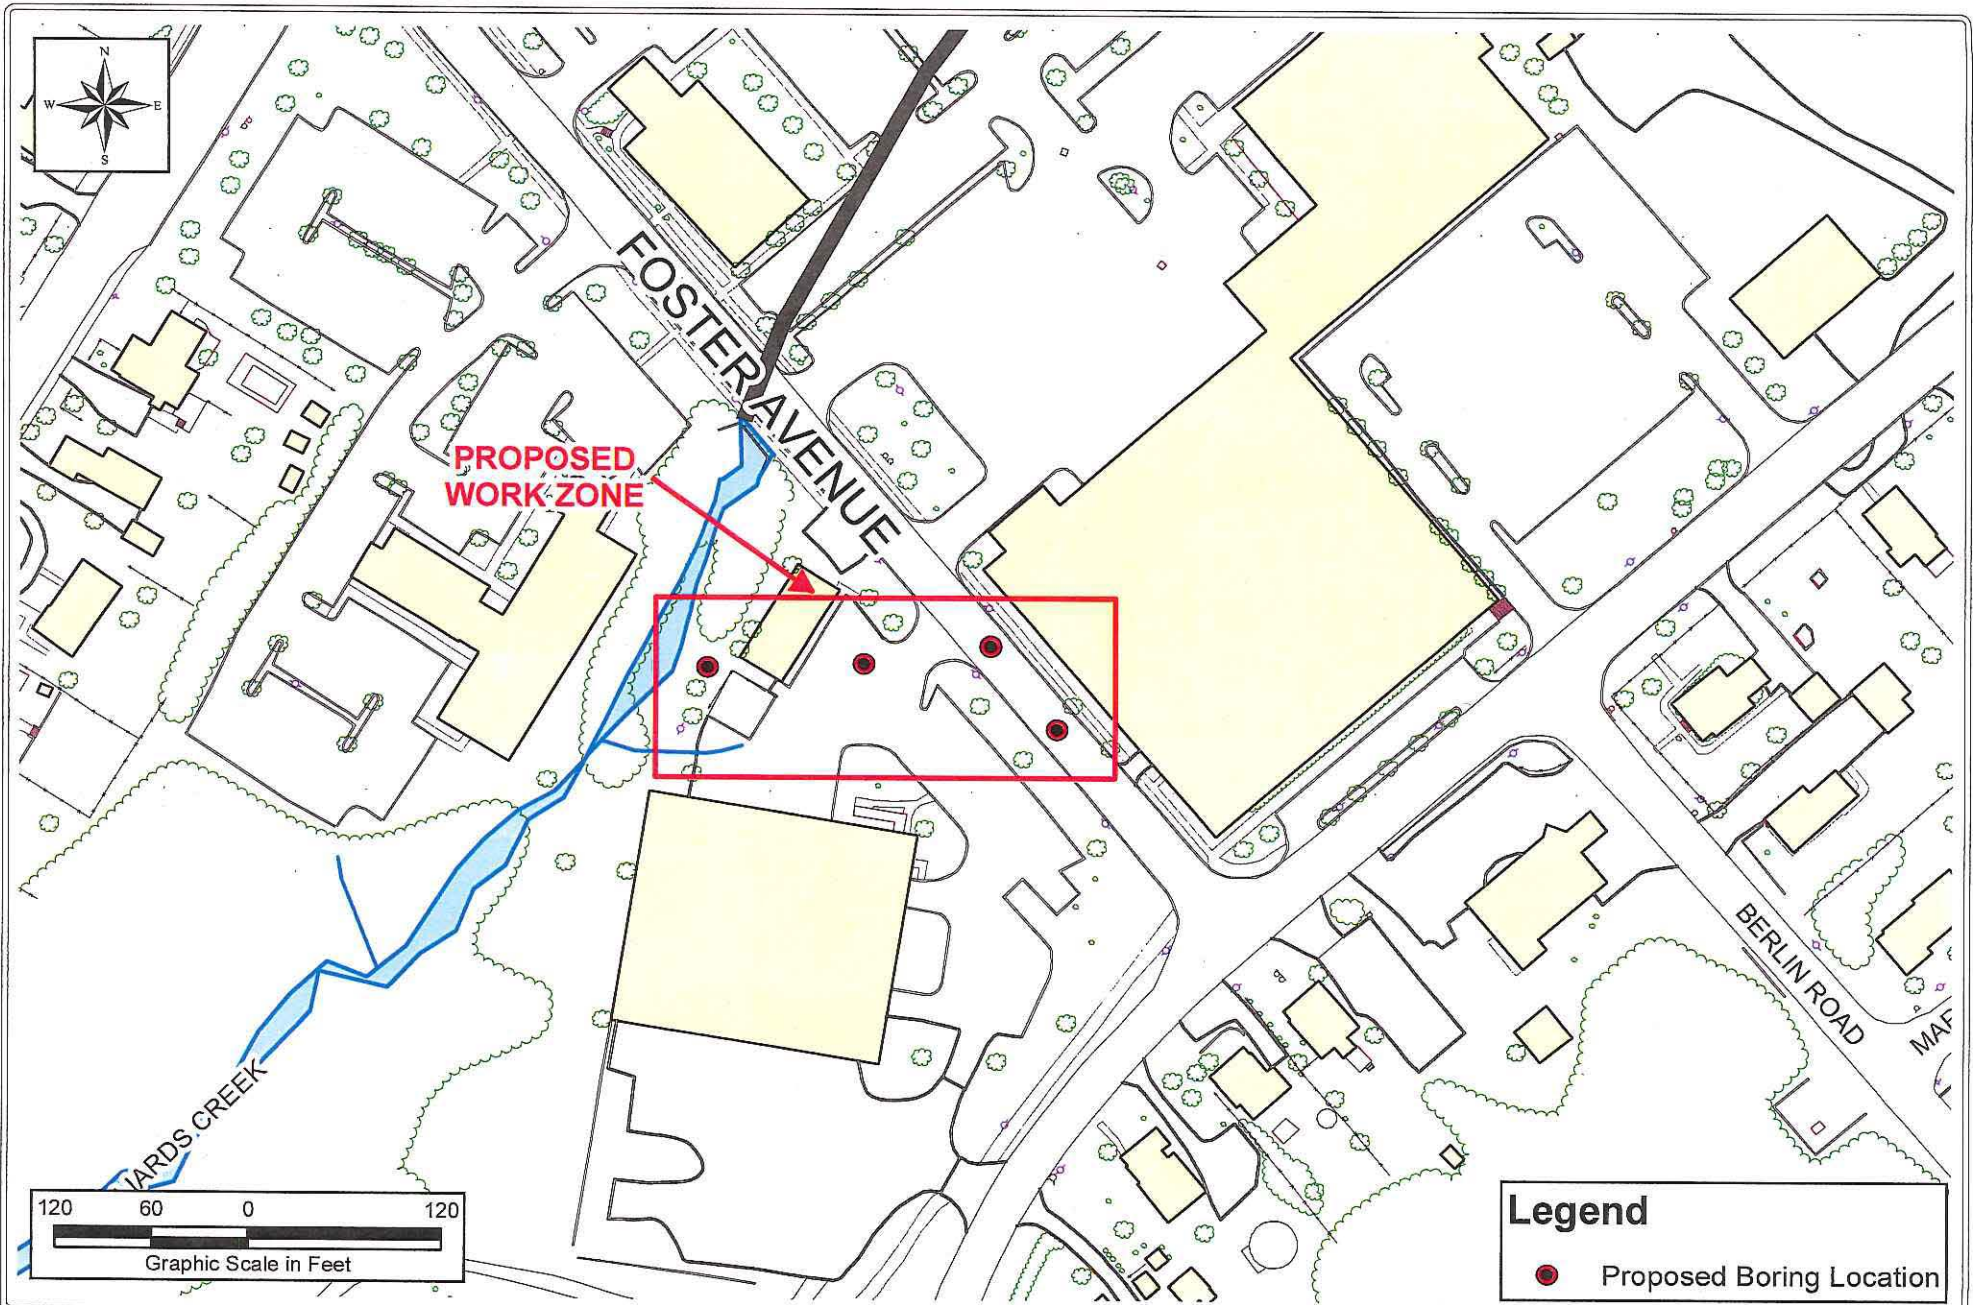 N
W E
S
FOSTER AVENUE
PROPOSED
WORK ZONE
BERLIN ROAD
120 60 0 120
Graphic Scale in Feet
Legend
Proposed Boring Location
CREEK